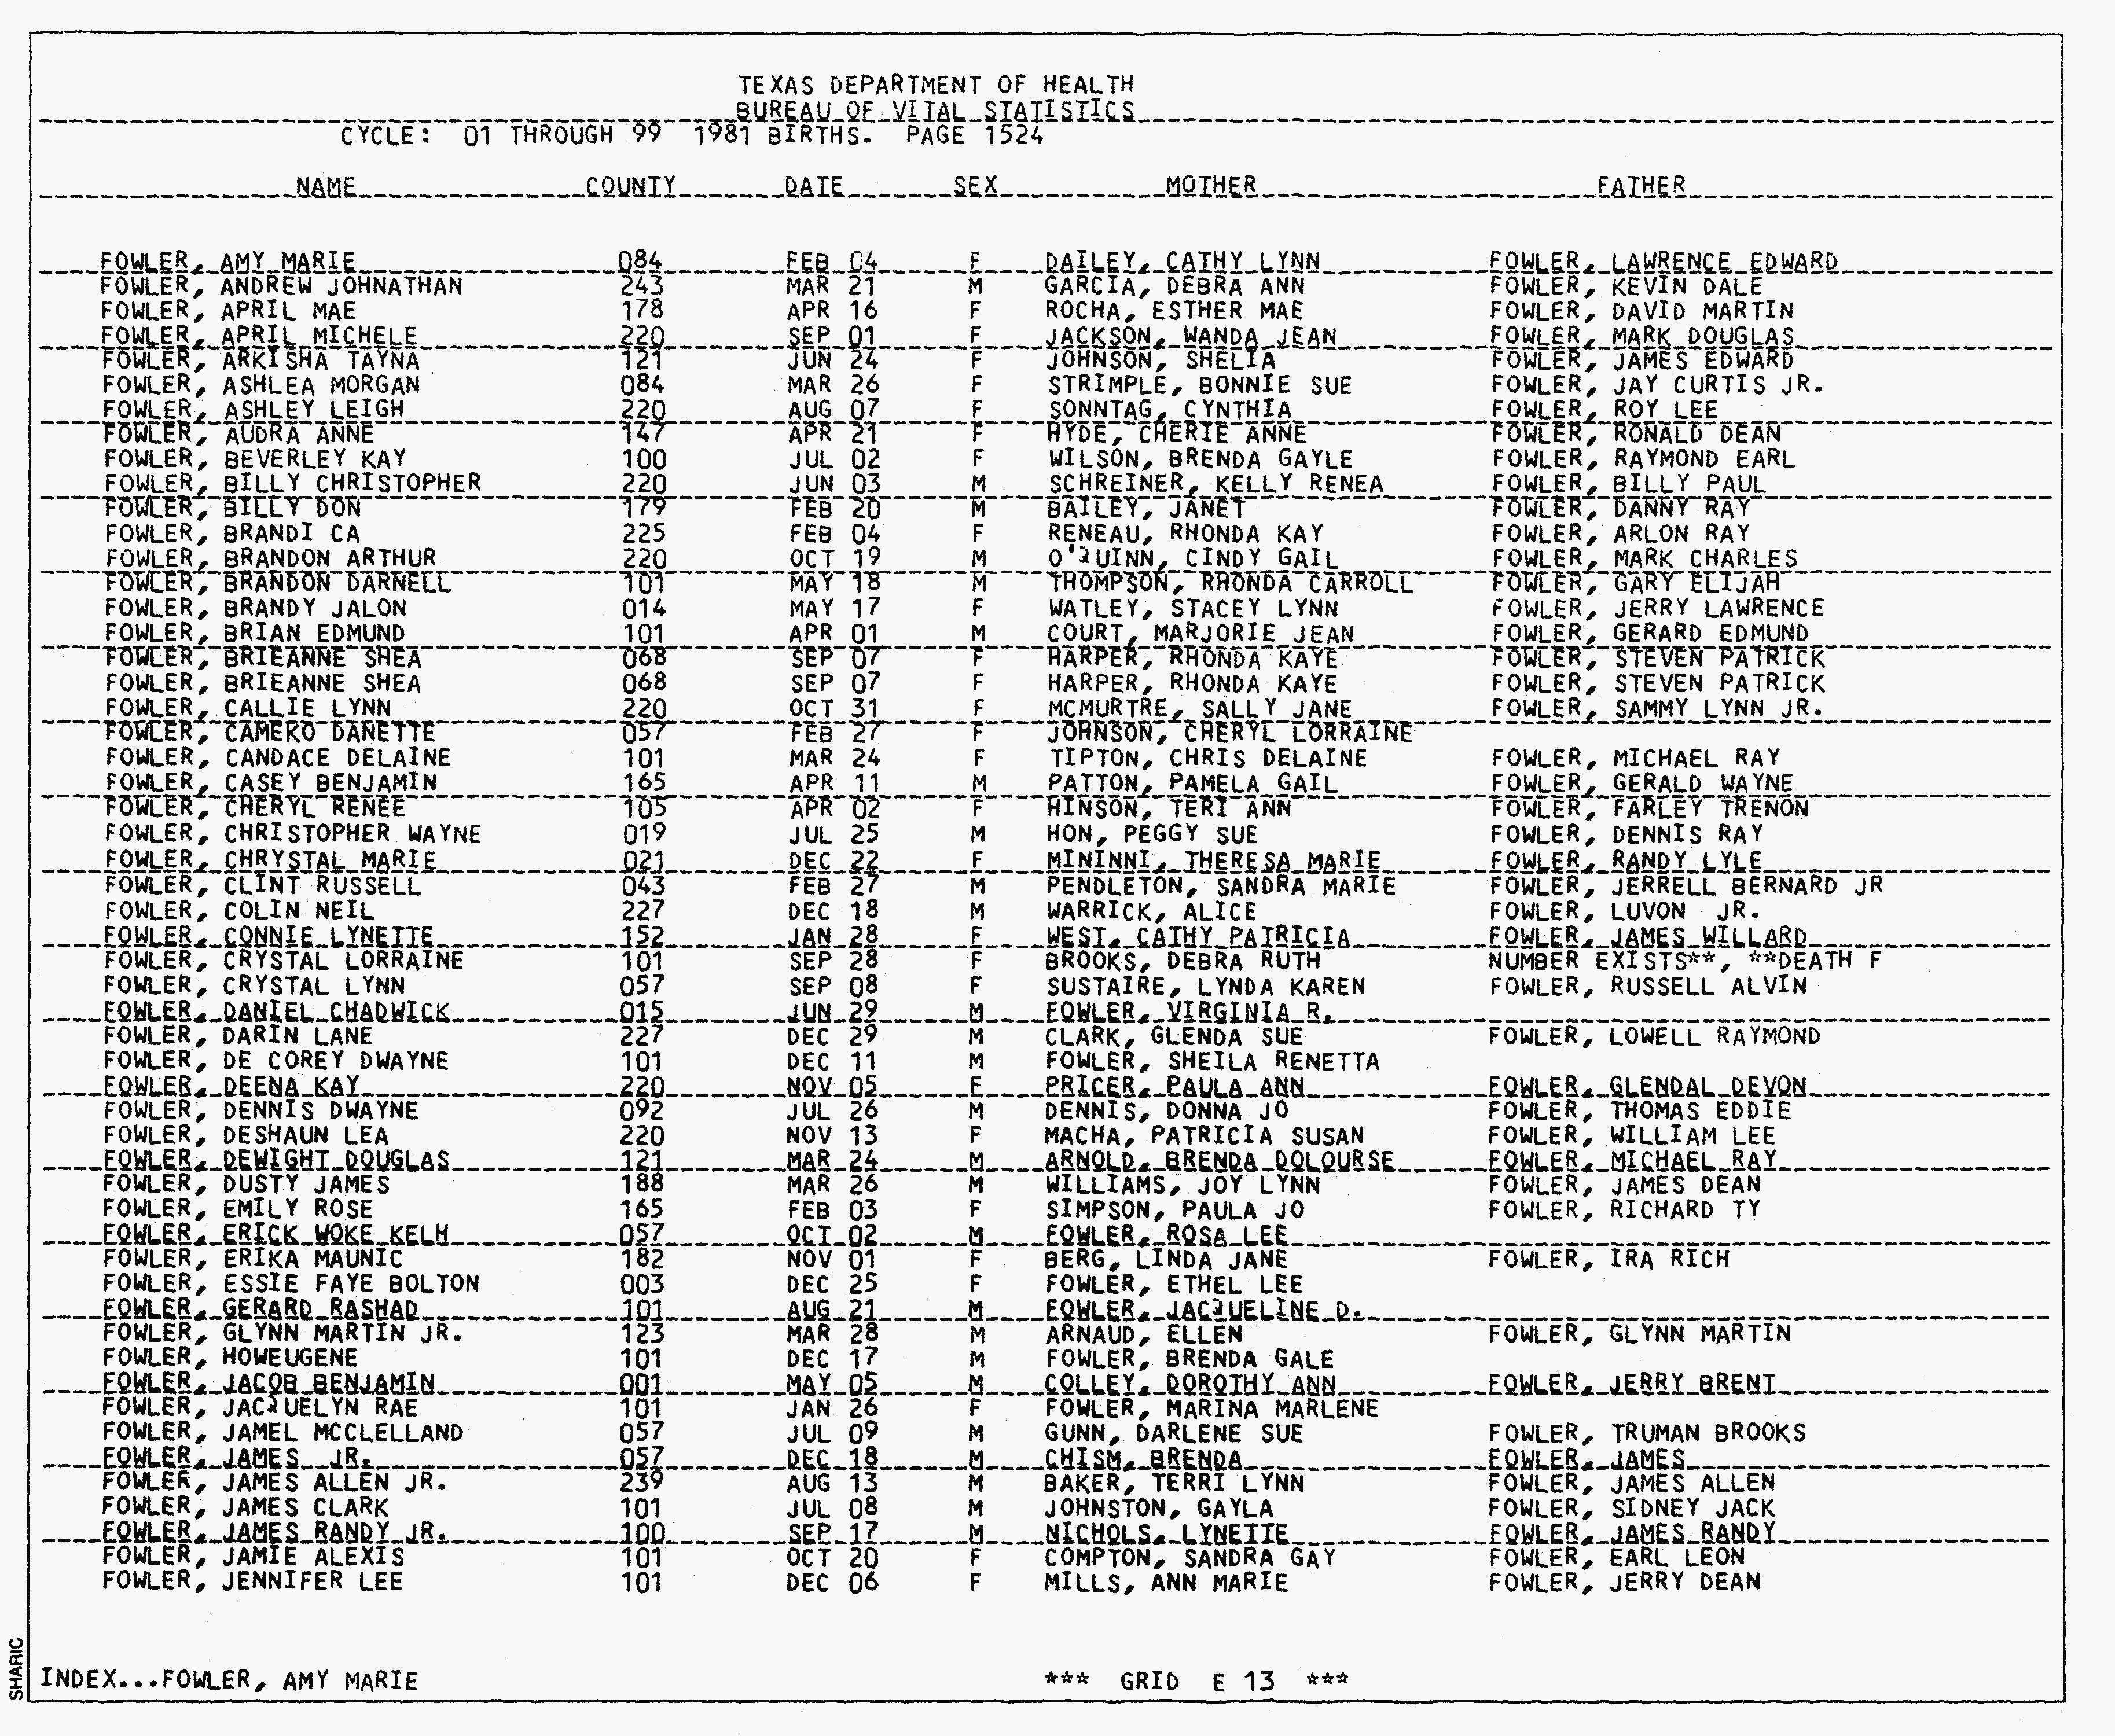 TEXAS DEPARTMENT OF HEALTH
BUREAU OF VITAL STATISTICS
CYCLE: 01 THROUGH 99 1981 BIRTHS. PAGE 1524
NAME COUNTY DATE SEX MOTHER FATHER
FOWLER, AMY MARIE 084 FEB 04 F DAILEY, CATHY LYNN FOWLER, LAWRENCE EDWARD
FOWLER, ANDREW JOHNATHAN 243 MAR 21 M GARCIA, DEBRA ANN FOWLER, KEVIN DALE
FOWLER, APRIL MAE 178 APR 16 F ROCHA, ESTHER MAE FOWLER, DAVID MARTIN
FOWLER, APRIL MICHELE 220 SEP 01 F JACKSON, WANDA JEAN FOWLER, MARK DOUGLAS
FOWLER, ARKISHA TAYNA 121 JUN 24 F JOHNSON, SHELIA FOWLER, JAMES EDWARD
FOWLER, ASHLEA MORGAN 084 MAR 26 F STRIMPLE, BONNIE SUE FOWLER, JAY CURTIS JR.
FOWLER, ASHLEY LEIGH 220 AUG 07 F SONNTAG, CYNTHIA FOWLER, ROY LEE
FOWLER, AUDRA ANNE 147 APR 21 F HYDE, CHERIE ANNE FOWLER, RONALD DEAN
FOWLER, BEVERLEY KAY 100 JUL 02 F WILSON, BRENDA GAYLE FOWLER, RAYMOND EARL
FOWLER, BILLY CHRISTOPHER 220 JUN 03 M SCHREINER, KELLY RENEA FOWLER, BILLY PAUL
FOWLER, BILLY DON 179 FEB 20 M BAILEY, JANET FOWLER, DANNY RAY
FOWLER, BRANDI CA 225 FEB 04 F RENEAU, RHONDA KAY FOWLER, ARLON RAY
FOWLER, BRANDON ARTHUR 220 OCT 19 M O'QUINN, CINDY GAIL FOWLER, MARK CHARLES
FOWLER, BRANDON DARNELL 101 MAY 18 M THOMPSON, RHONDA CARROLL FOWLER, GARY ELIJAH
FOWLER, BRANDY JALON 014 MAY 17 F WATLEY, STACEY LYNN FOWLER, JERRY LAWRENCE
FOWLER, BRIAN EDMUND 101 APR 01 M COURT, MARJORIE JEAN FOWLER, GERARD EDMUND
FOWLER, BRIEANNE SHEA 068 SEP 07 F HARPER, RHONDA KAYE FOWLER, STEVEN PATRICK
FOWLER, BRIEANNE SHEA 068 SEP 07 F HARPER, RHONDA KAYE FOWLER, STEVEN PATRICK
FOWLER, CALLIE LYNN 220 OCT 31 F MCMURTRE, SALLY JANE FOWLER, SAMMY LYNN JR.
FOWLER, CAMEKO DANETTE 057 FEB 27 F JOHNSON, CHERYL LORRAINE
FOWLER, CANDACE DELAINE 101 MAR 24 F TIPTON, CHRIS DELAINE FOWLER, MICHAEL RAY
FOWLER, CASEY BENJAMIN 165 APR 11 M PATTON, PAMELA GAIL FOWLER, GERALD WAYNE
FOWLER, CHERYL RENEE 105 APR 02 F HINSON, TERI ANN FOWLER, FARLEY TRENON
FOWLER, CHRISTOPHER WAYNE 019 JUL 25 M HON, PEGGY SUE FOWLER, DENNIS RAY
FOWLER, CHRYSTAL MARIE 021 DEC 22 F MININNI, THERESA MARIE FOWLER, RANDY LYLE
FOWLER, CLINT RUSSELL 043 FEB 27 M PENDLETON, SANDRA MARIE FOWLER, JERRELL BERNARD JR
FOWLER, COLIN NEIL 227 DEC 18 M WARRICK, ALICE FOWLER, LUVON JR.
FOWLER, CONNIE LYNETTE 152 JAN 28 F WEST, CATHY PATRICIA FOWLER, JAMES WILLARD
FOWLER, CRYSTAL LORRAINE 101 SEP 28 F BROOKS, DEBRA RUTH NUMBER EXISTS**, **DEATH F
FOWLER, CRYSTAL LYNN 057 SEP 08 F SUSTAIRE, LYNDA KAREN FOWLER, RUSSELL ALVIN
FOWLER, DANIEL CHADWICK 015 JUN 29 M FOWLER, VIRGINIA R.
FOWLER, DARIN LANE 227 DEC 29 M CLARK, GLENDA SUE FOWLER, LOWELL RAYMOND
FOWLER, DE COREY DWAYNE 101 DEC 11 M FOWLER, SHEILA RENETTA
FOWLER, DEENA KAY 220 NOV 05 F PRICER, PAULA ANN FOWLER, GLENDAL DEVON
FOWLER, DENNIS DWAYNE 092 JUL 26 M DENNIS, DONNA JO FOWLER, THOMAS EDDIE
FOWLER, DESHAUN LEA 220 NOV 13 F MACHA, PATRICIA SUSAN FOWLER, WILLIAM LEE
FOWLER, DEWIGHT DOUGLAS 121 MAR 24 M ARNOLD, BRENDA DOLOURSE FOWLER, MICHAEL RAY
FOWLER, DUSTY JAMES 188 MAR 26 M WILLIAMS, JOY LYNN FOWLER, JAMES DEAN
FOWLER, EMILY ROSE 165 FEB 03 F SIMPSON, PAULA JO FOWLER, RICHARD TY
FOWLER, ERICK WOKE KELH 057 OCT 02 M FOWLER, ROSA LEE
FOWLER, ERIKA MAUNIC 182 NOV 01 F BERG, LINDA JANE FOWLER, IRA RICH
FOWLER, ESSIE FAYE BOLTON 003 DEC 25 F FOWLER, ETHEL LEE
FOWLER, GERARD RASHAD 101 AUG 21 M FOWLER, JACQUELINE D.
FOWLER, GLYNN MARTIN JR. 123 MAR 28 M ARNAUD, ELLEN FOWLER, GLYNN MARTIN
FOWLER, HOWEUGENE 101 DEC 17 M FOWLER, BRENDA GALE
FOWLER, JACOB BENJAMIN 001 MAY 05 M COLLEY, DOROTHY ANN FOWLER, JERRY BRENT
FOWLER, JACQUELYN RAE 101 JAN 26 F FOWLER, MARINA MARLENE
FOWLER, JAMEL MCCLELLAND 057 JUL 09 M GUNN, DARLENE SUE FOWLER, TRUMAN BROOKS
FOWLER, JAMES JR. 057 DEC 18 M CHISM, BRENDA FOWLER, JAMES
FOWLER, JAMES ALLEN JR. 239 AUG 13 M BAKER, TERRI LYNN FOWLER, JAMES ALLEN
FOWLER, JAMES CLARK 101 JUL 08 M JOHNSTON, GAYLA FOWLER, SIDNEY JACK
FOWLER, JAMES RANDY JR. 100 SEP 17 M NICHOLS, LYNETTE FOWLER, JAMES RANDY
FOWLER, JAMIE ALEXIS 101 OCT 20 F COMPTON, SANDRA GAY FOWLER, EARL LEON
FOWLER, JENNIFER LEE 101 DEC 06 F MILLS, ANN MARIE FOWLER, JERRY DEAN
INDEX...FOWLER, AMY MARIE *** GRID E 13 ***
SHARIC